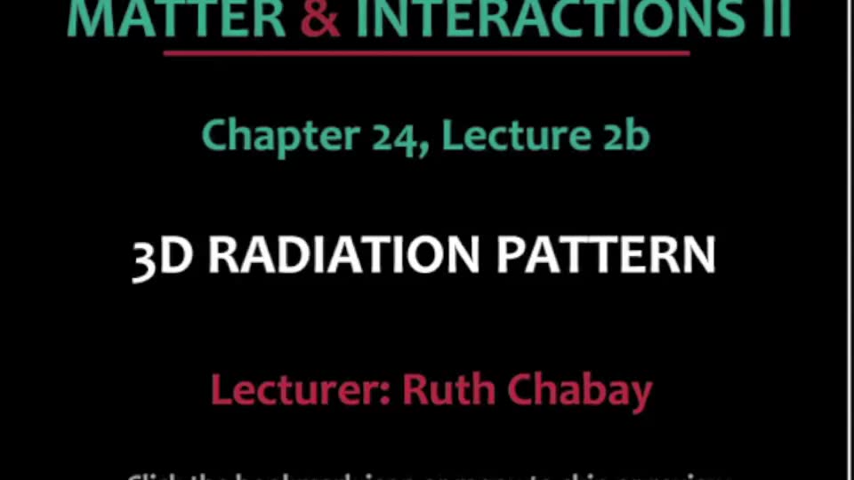 MATTER & INTERACTIONS II
Chapter 24, Lecture 2b
3D RADIATION PATTERN
Lecturer: Ruth Chabay